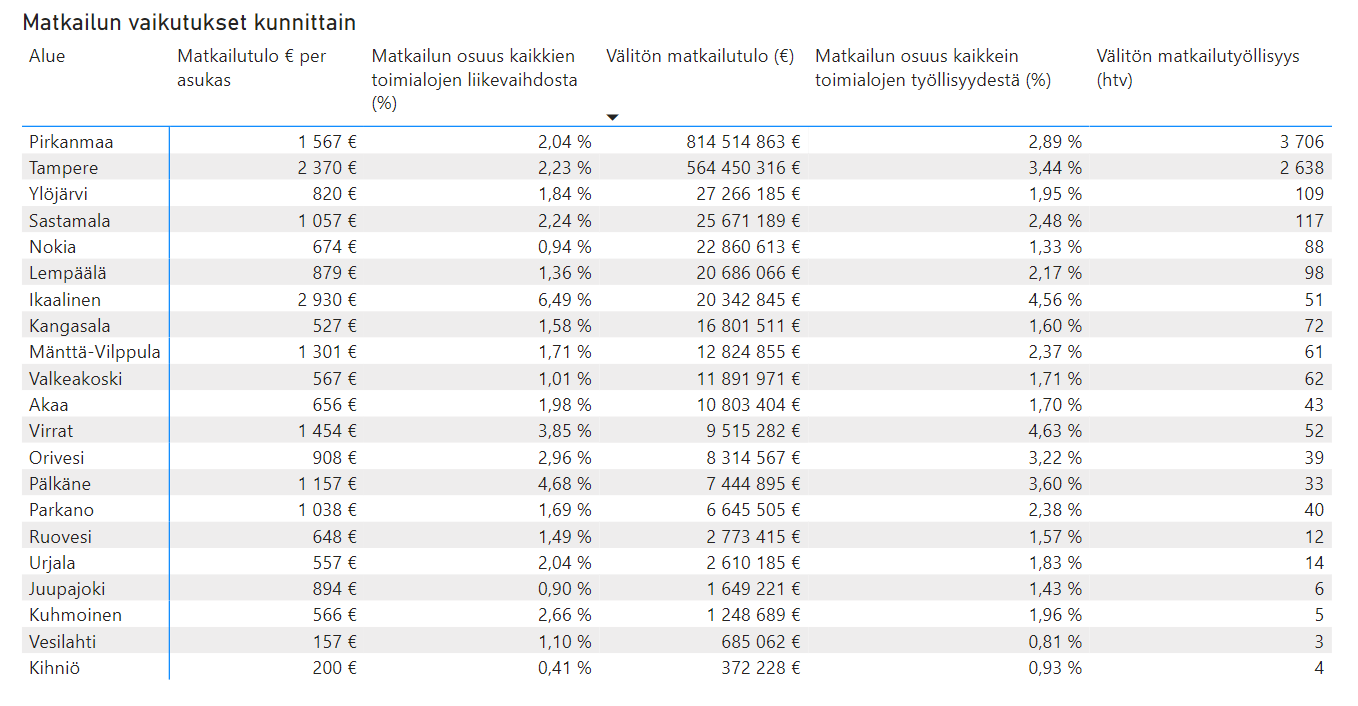 Matkailun vaikutukset kunnittain
Alue Matkailutulo € per asukas Matkailun osuus kaikkien toimialojen liikevaihdosta (%) Välitön matkailutulo (€) Matkailun osuus kaikkein toimialojen työllisyydestä (%) Välitön matkailutyöllisyys (htv)
Pirkanmaa 1 567 € 2,04 % 814 514 863 € 2,89 % 3 706
Tampere 2 370 € 2,23 % 564 450 316 € 3,44 % 2 638
Ylöjärvi 820 € 1,84 % 27 266 185 € 1,95 % 109
Sastamala 1 057 € 2,24 % 25 671 189 € 2,48 % 117
Nokia 674 € 0,94 % 22 860 613 € 1,33 % 88
Lempäälä 879 € 1,36 % 20 686 066 € 2,17 % 98
Ikaalinen 2 930 € 6,49 % 20 342 845 € 4,56 % 51
Kangasala 527 € 1,58 % 16 801 511 € 1,60 % 72
Mänttä-Vilppula 1 301 € 1,71 % 12 824 855 € 2,37 % 61
Valkeakoski 567 € 1,01 % 11 891 971 € 1,71 % 62
Akaa 656 € 1,98 % 10 803 404 € 1,70 % 43
Virrat 1 454 € 3,85 % 9 515 282 € 4,63 % 52
Orivesi 908 € 2,96 % 8 314 567 € 3,22 % 39
Pälkäne 1 157 € 4,68 % 7 444 895 € 3,60 % 33
Parkano 1 038 € 1,69 % 6 645 505 € 2,38 % 40
Ruovesi 648 € 1,49 % 2 773 415 € 1,57 % 12
Urjala 557 € 2,04 % 2 610 185 € 1,83 % 14
Juupajoki 894 € 0,90 % 1 649 221 € 1,43 % 6
Kuhmoinen 566 € 2,66 % 1 248 689 € 1,96 % 5
Vesilahti 157 € 1,10 % 685 062 € 0,81 % 3
Kihniö 200 € 0,41 % 372 228 € 0,93 % 4